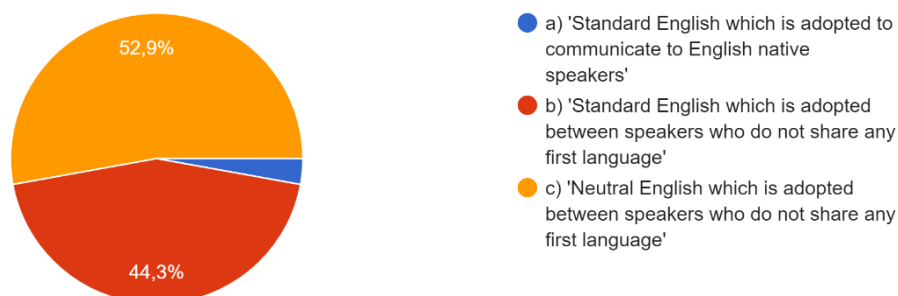 52,9%
44,3%
a) 'Standard English which is adopted to
communicate to English native
speakers'
b) 'Standard English which is adopted
between speakers who do not share any
first language'
c) 'Neutral English which is adopted
between speakers who do not share any
first language'